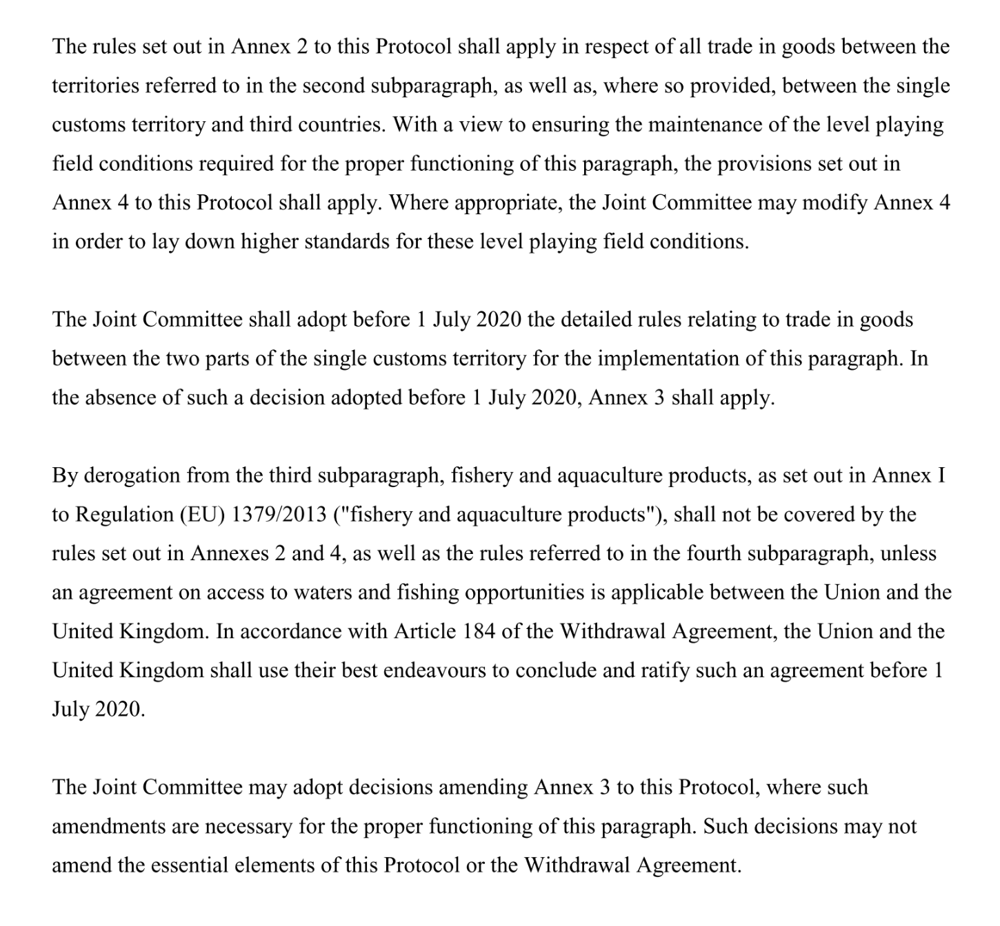 The rules set out in Annex 2 to this Protocol shall apply in respect of all trade in goods between the
territories referred to in the second subparagraph, as well as, where so provided, between the single
customs territory and third countries. With a view to ensuring the maintenance of the level playing
field conditions required for the proper functioning of this paragraph, the provisions set out in
Annex 4 to this Protocol shall apply. Where appropriate, the Joint Committee may modify Annex 4
in order to lay down higher standards for these level playing field conditions.
The Joint Committee shall adopt before 1 July 2020 the detailed rules relating to trade in goods
between the two parts of the single customs territory for the implementation of this paragraph. In
the absence of such a decision adopted before 1 July 2020, Annex 3 shall apply.
By derogation from the third subparagraph, fishery and aquaculture products, as set out in Annex I
to Regulation (EU) 1379/2013 ("fishery and aquaculture products"), shall not be covered by the
rules set out in Annexes 2 and 4, as well as the rules referred to in the fourth subparagraph, unless
an agreement on access to waters and fishing opportunities is applicable between the Union and the
United Kingdom. In accordance with Article 184 of the Withdrawal Agreement, the Union and the
United Kingdom shall use their best endeavours to conclude and ratify such an agreement before 1
July 2020.
The Joint Committee may adopt decisions amending Annex 3 to this Protocol, where such
amendments are necessary for the proper functioning of this paragraph. Such decisions may not
amend the essential elements of this Protocol or the Withdrawal Agreement.